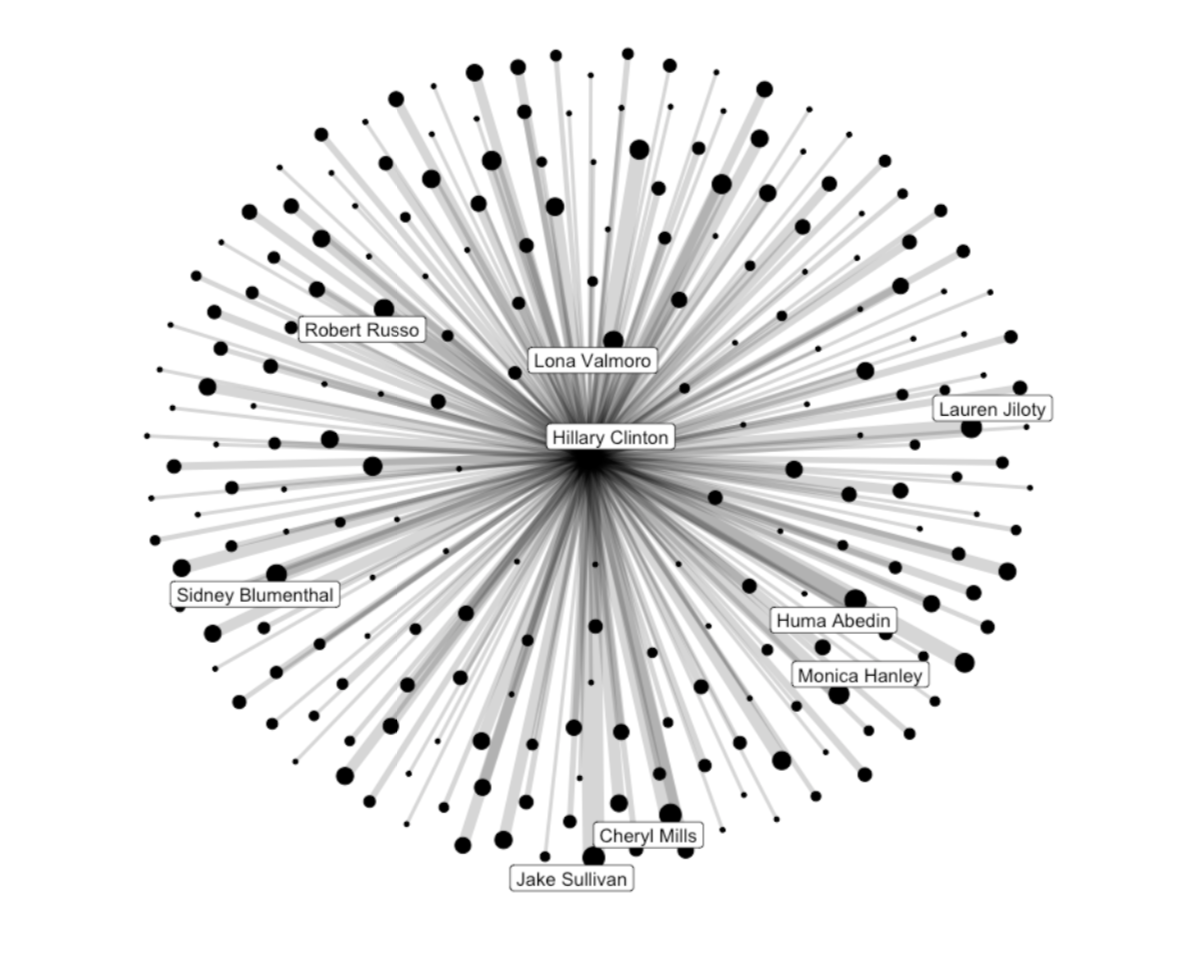 Robert Russo
Lona Valmoro
Lauren Jiloty
Hillary Clinton
Sidney Blumenthal
Huma Abedin
Monica Hanley
Cheryl Mills
Jake Sullivan